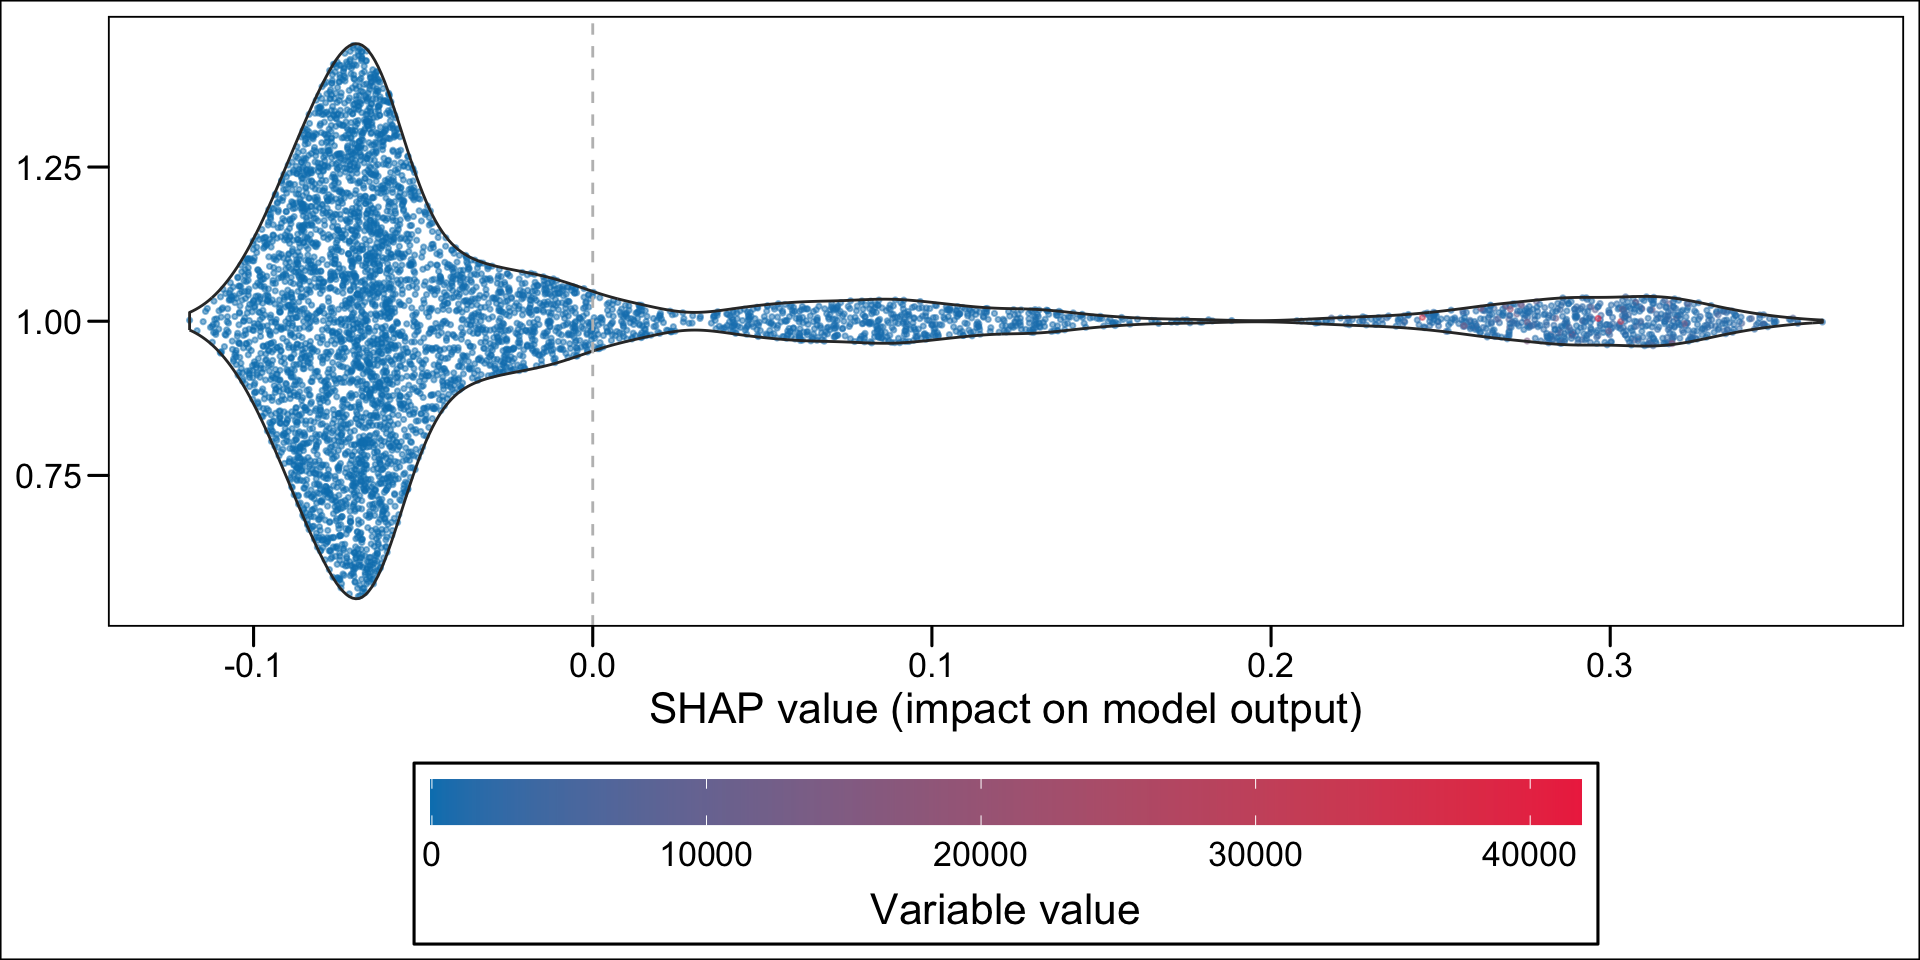 1.25
1.00
0.75
-0.1 0.0 0.1 0.2 0.3
SHAP value (impact on model output)
0 10000 20000 30000 40000
Variable value